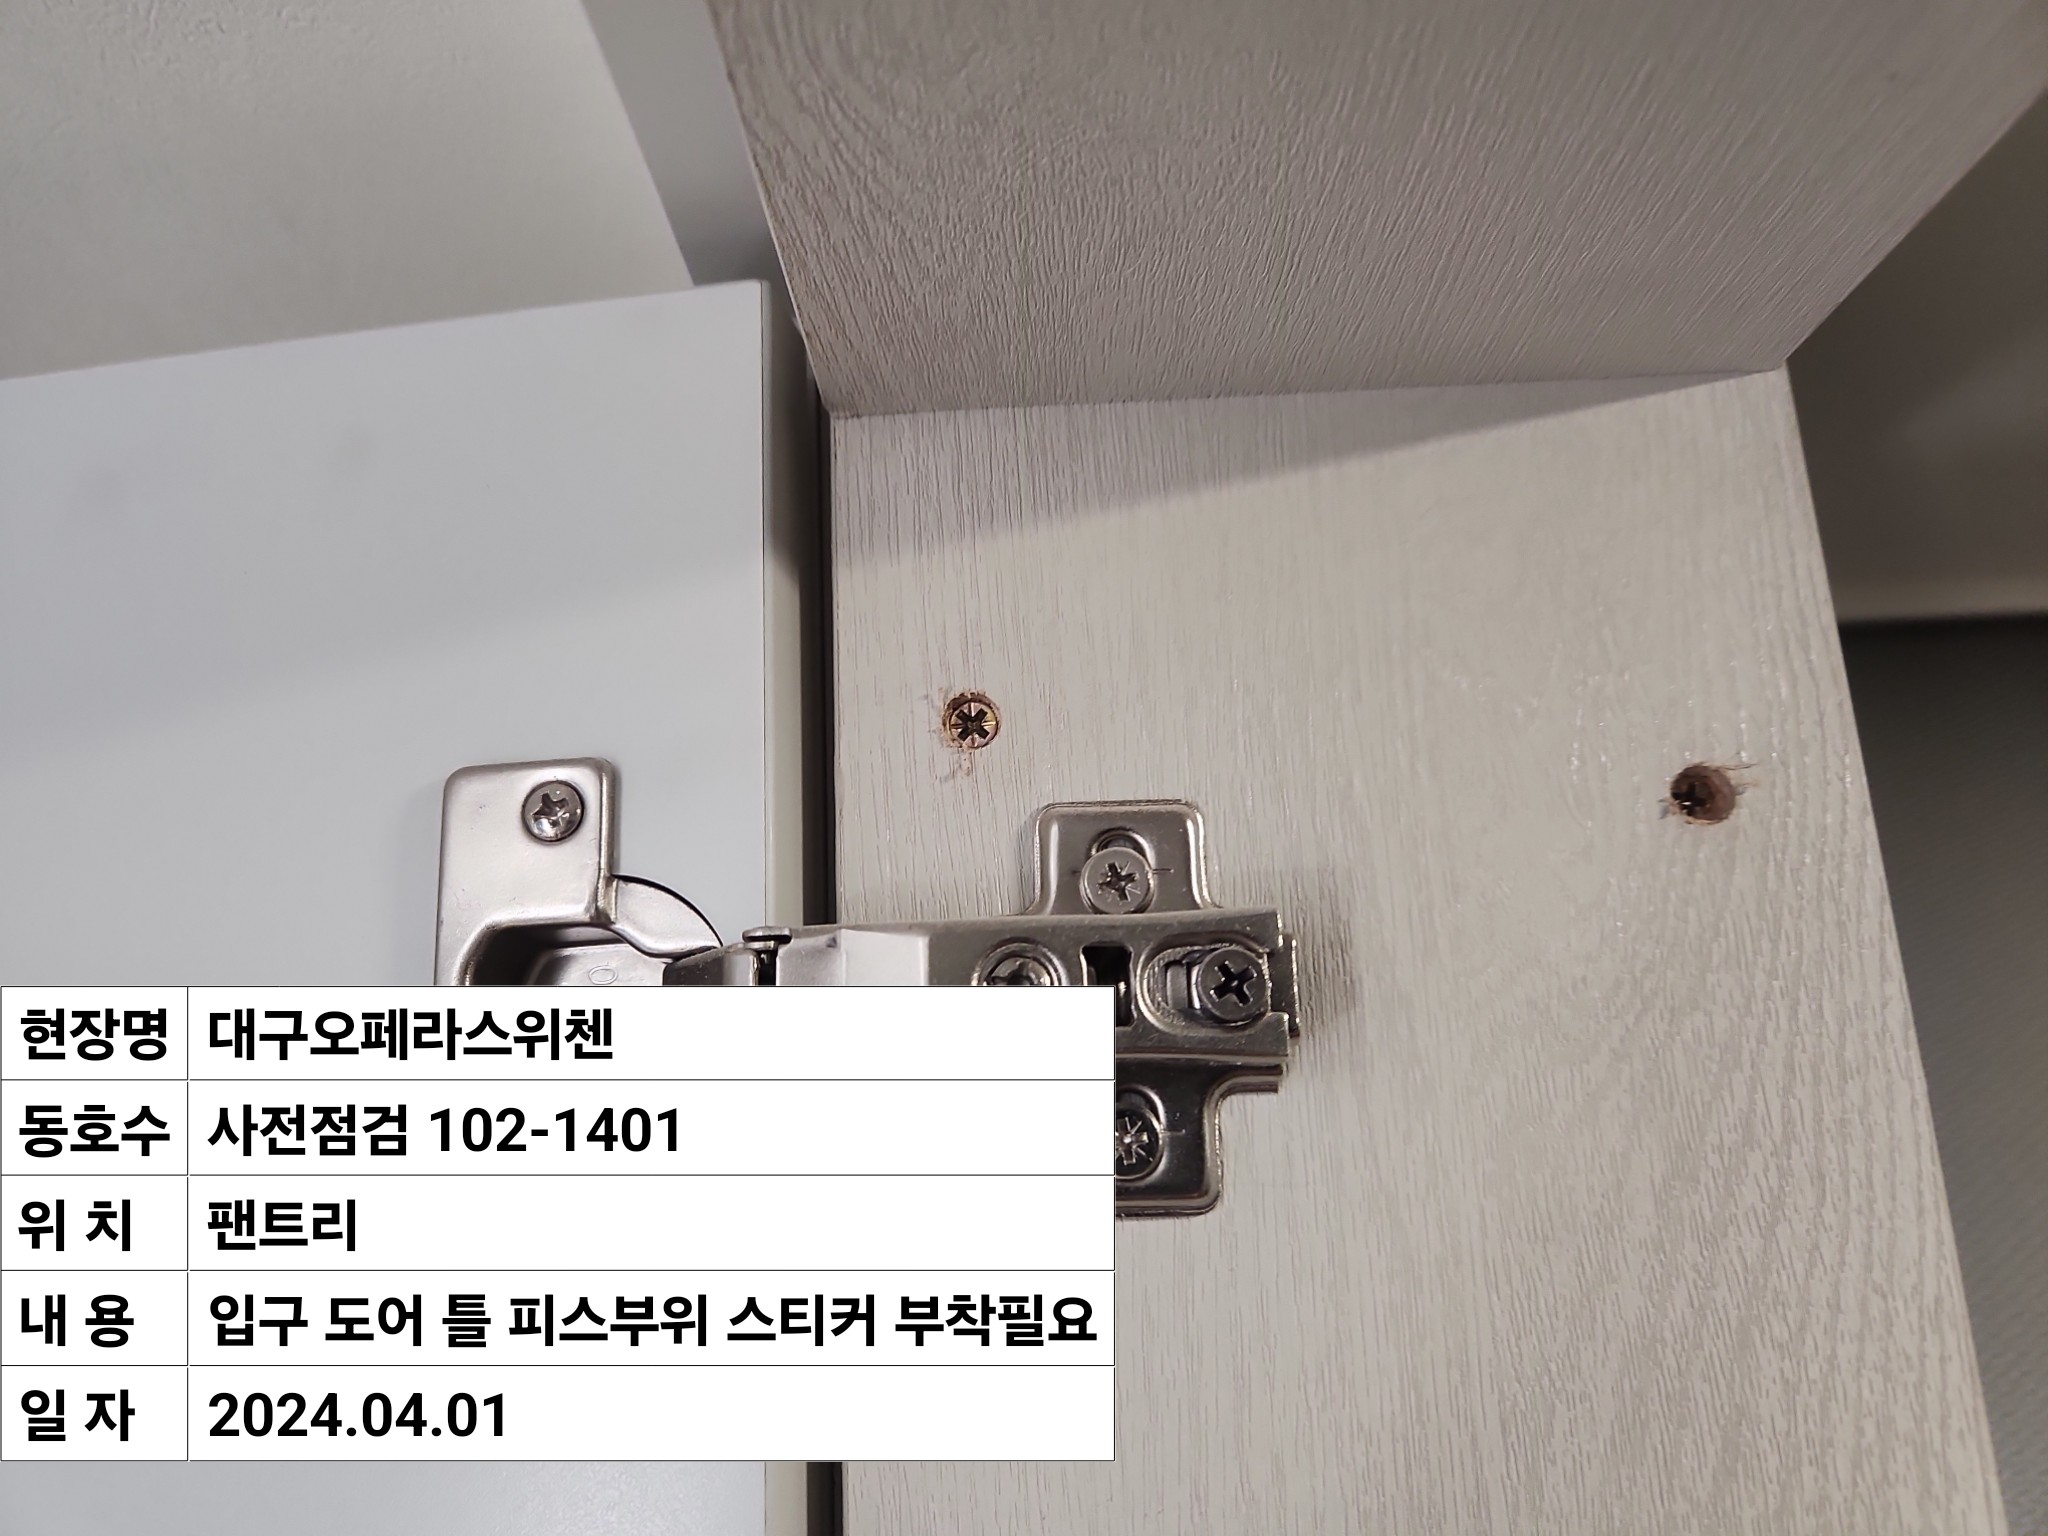 현장명 대구오페라스위첸
동호수 사전점검 102-1401
위 치 팬트리
내 용 입구 도어 틀 피스부위 스티커 부착필요
일 자 2024.04.01